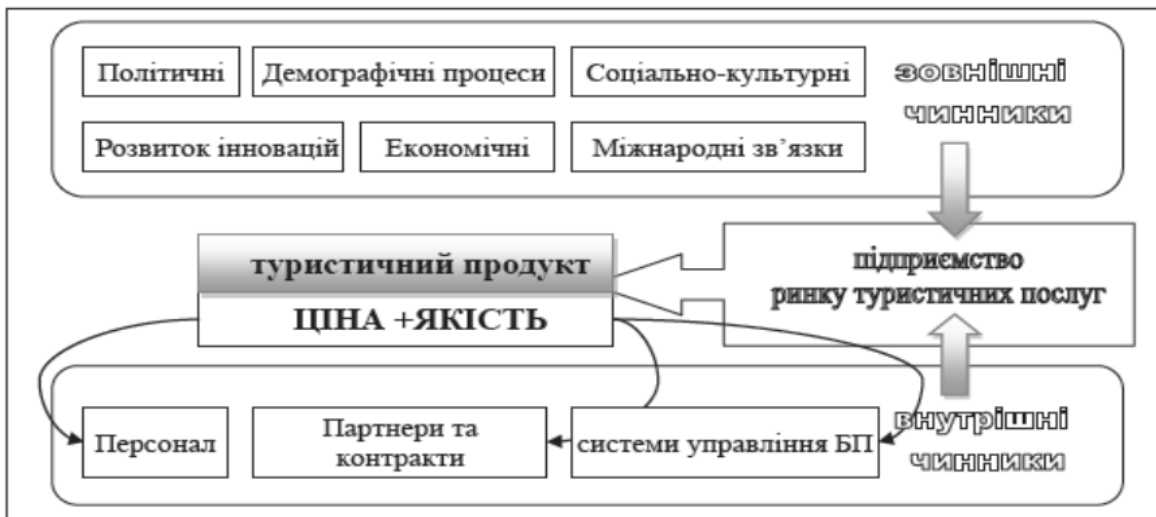 Політичні
Демографічні процеси
Соціально-культурні
зовнішні
чинники
Розвиток інновацій
Економічні
Міжнародні зв’язки
туристичний продукт
ЦІНА +ЯКІСТЬ
підприємство
ринку туристичних послуг
Персонал
Партнери та
контракти
системи управління БП
внутрішні
чинники